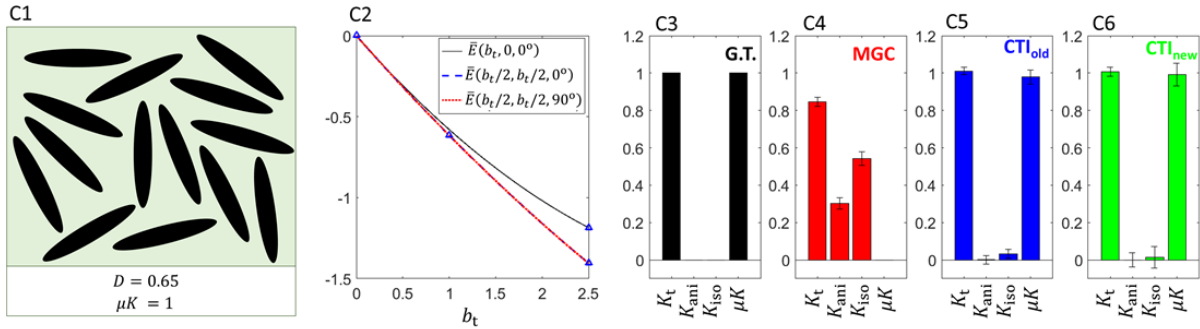 C1
D = 0.65
μK = 1
C2
0
-0.5
-1
-1.5
0
0.5
1
1.5
2
2.5
b_t
Ē(b_t, 0, 0°)
Ē(b_t/2, b_t/2, 0°)
Ē(b_t/2, b_t/2, 90°)
C3
G.T.
1.2
1
0.8
0.6
0.4
0.2
0
K_t
K_ani
K_iso
μK
C4
MGC
1.2
1
0.8
0.6
0.4
0.2
0
K_t
K_ani
K_iso
μK
C5
CTI_old
1.2
1
0.8
0.6
0.4
0.2
0
K_t
K_ani
K_iso
μK
C6
CTI_new
1.2
1
0.8
0.6
0.4
0.2
0
K_t
K_ani
K_iso
μK